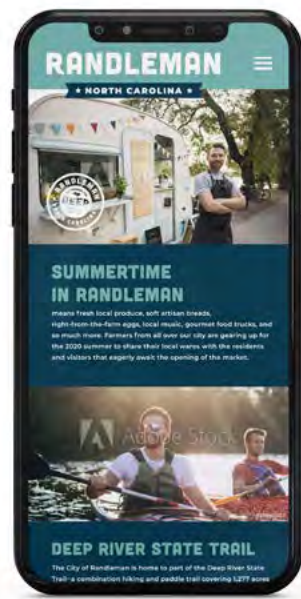 RANDLEMAN
★ NORTH CAROLINA ★
RANDLEMAN
DEEP
CAROLINA
SUMMERTIME
IN RANDLEMAN
means fresh local produce, soft artisan breads,
right-from-the-farm eggs, local music, gourmet food trucks, and
so much more. Farmers from all over our city are gearing up for
the 2020 summer to share their local wares with the residents
and visitors that eagerly await the opening of the market.
Adobe Stock
DEEP RIVER STATE TRAIL
The City of Randleman is home to part of the Deep River State
Trail- a combination hiking and paddle trail covering 1,277 acres